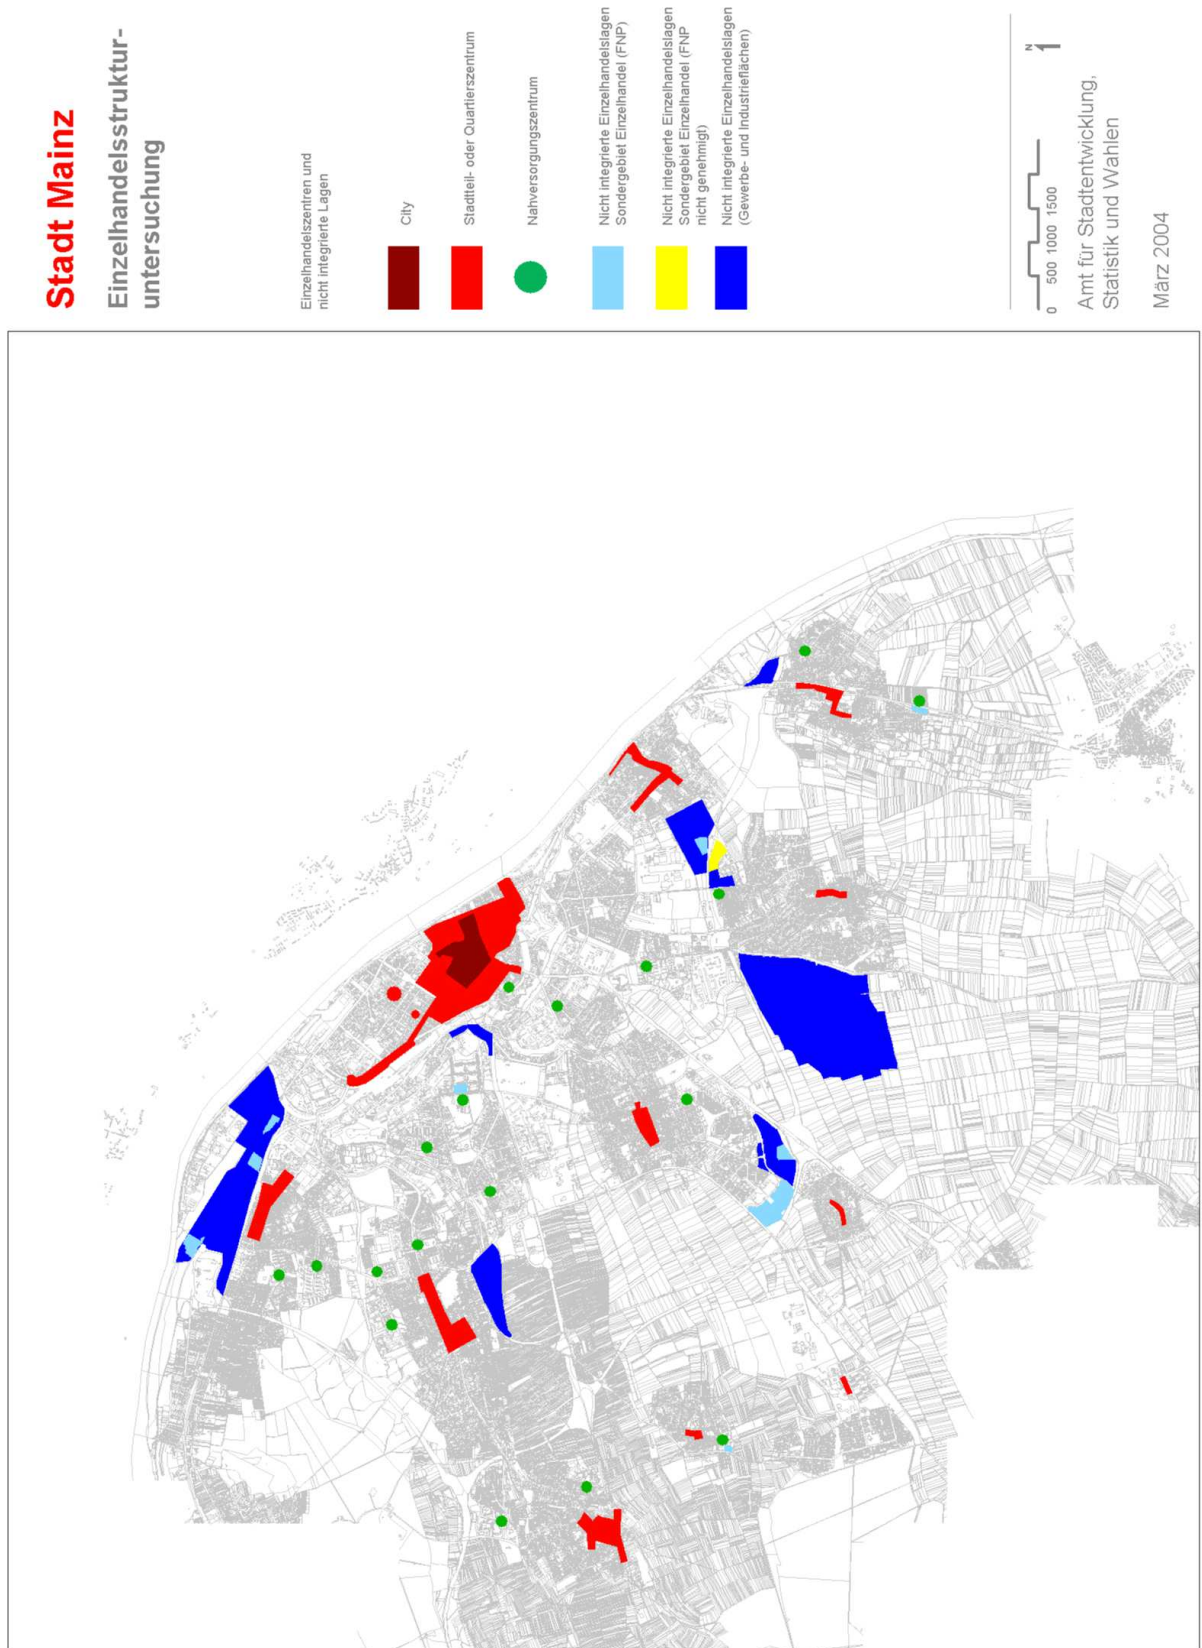 Stadt Mainz
Einzelhandelsstruktur-
untersuchung
Einzelhandelszentren und
nicht integrierte Lagen
City
Stadtteil- oder Quartierszentrum
Nahversorgungszentrum
Nicht integrierte Einzelhandelslagen
Sondergebiet Einzelhandel (FNP)
Nicht integrierte Einzelhandelslagen
Sondergebiet Einzelhandel (FNP
nicht genehmigt)
Nicht integrierte Einzelhandelslagen
(Gewerbe- und Industrieflächen)
N
0 500 1000 1500
Amt für Stadtentwicklung,
Statistik und Wahlen
März 2004